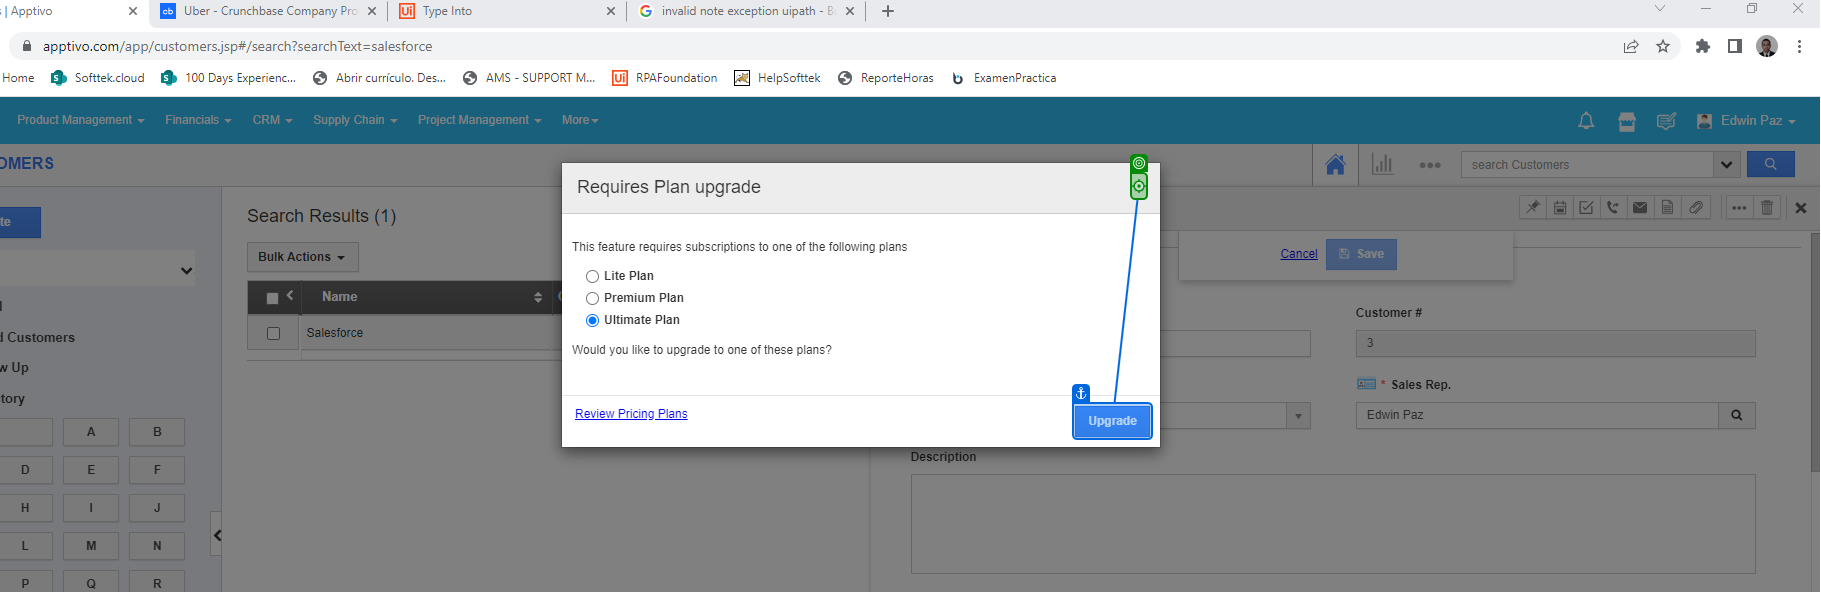 | Apptivo
Uber - Crunchbase Company Pro
Type Into
invalid note exception uipath - B
apptivo.com/app/customers.jsp#/search?searchText=salesforce
Home
Softtek.cloud
100 Days Experienc...
Abrir currículo. Des...
AMS - SUPPORT M...
RPAFoundation
HelpSofttek
ReporteHoras
ExamenPractica
Product Management
Financials
CRM
Supply Chain
Project Management
More
Edwin Paz
OMERS
search Customers
te
Search Results (1)
Bulk Actions
Name
Salesforce
d Customers
w Up
tory
A B
D E F
H I J
L M N
P Q R
Requires Plan upgrade
This feature requires subscriptions to one of the following plans
Lite Plan
Premium Plan
Ultimate Plan
Would you like to upgrade to one of these plans?
Review Pricing Plans
Upgrade
Cancel
Save
Customer #
3
* Sales Rep.
Edwin Paz
Description